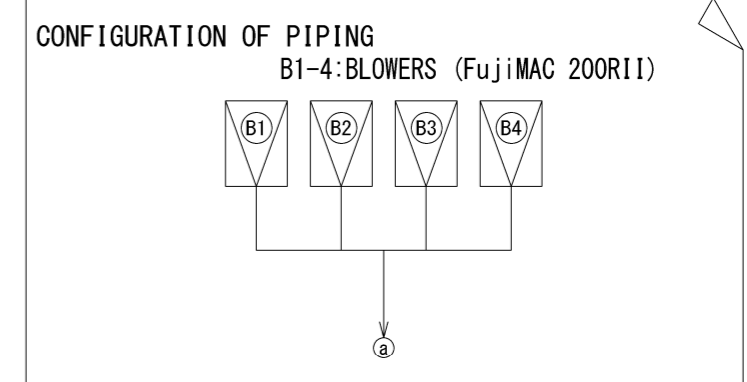 CONFIGURATION OF PIPING
B1-4:BLOWERS (FujiMAC 200RII)
B1 B2 B3 B4
a